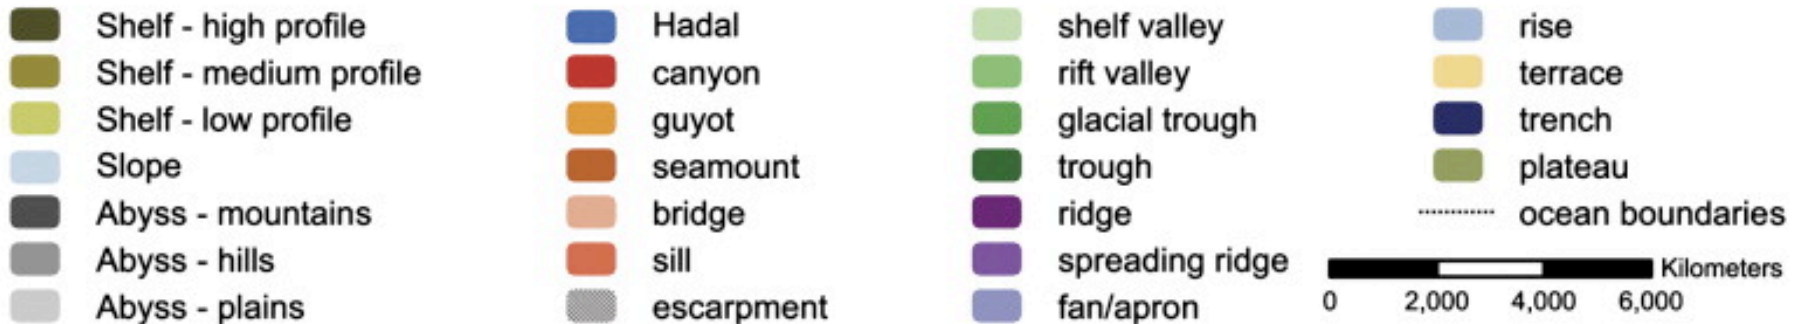 Shelf - high profile
Shelf - medium profile
Shelf - low profile
Slope
Abyss - mountains
Abyss - hills
Abyss - plains
Hadal
canyon
guyot
seamount
bridge
sill
escarpment
shelf valley
rift valley
glacial trough
trough
ridge
spreading ridge
fan/apron
rise
terrace
trench
plateau
ocean boundaries
Kilometers
0 2,000 4,000 6,000